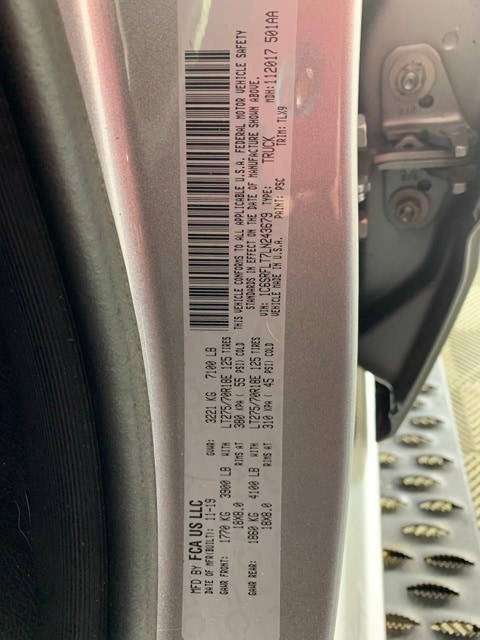 MFD BY FCA US LLC
DATE OF MFR(BUILT): 11-19 GVWR: 3221 KG 7100 LB
GAWR FRONT: 1770 KG 3900 LB WITH LT275/70R18E 125 TIRES
18X8.0 RIMS AT 380 KPA ( 55 PSI) COLD
GAWR REAR: 1860 KG 4100 LB WITH LT275/70R18E 125 TIRES
18X8.0 RIMS AT 310 KPA ( 45 PSI) COLD
THIS VEHICLE CONFORMS TO ALL APPLICABLE U.S.A. FEDERAL MOTOR VEHICLE SAFETY
STANDARDS IN EFFECT ON THE DATE OF MANUFACTURE SHOWN ABOVE.
VIN: 1C6SRFLT7LN243679 TYPE: TRUCK MDH:112017 501AA
MADE IN U.S.A. PAINT: PSC TRIM: TLX9